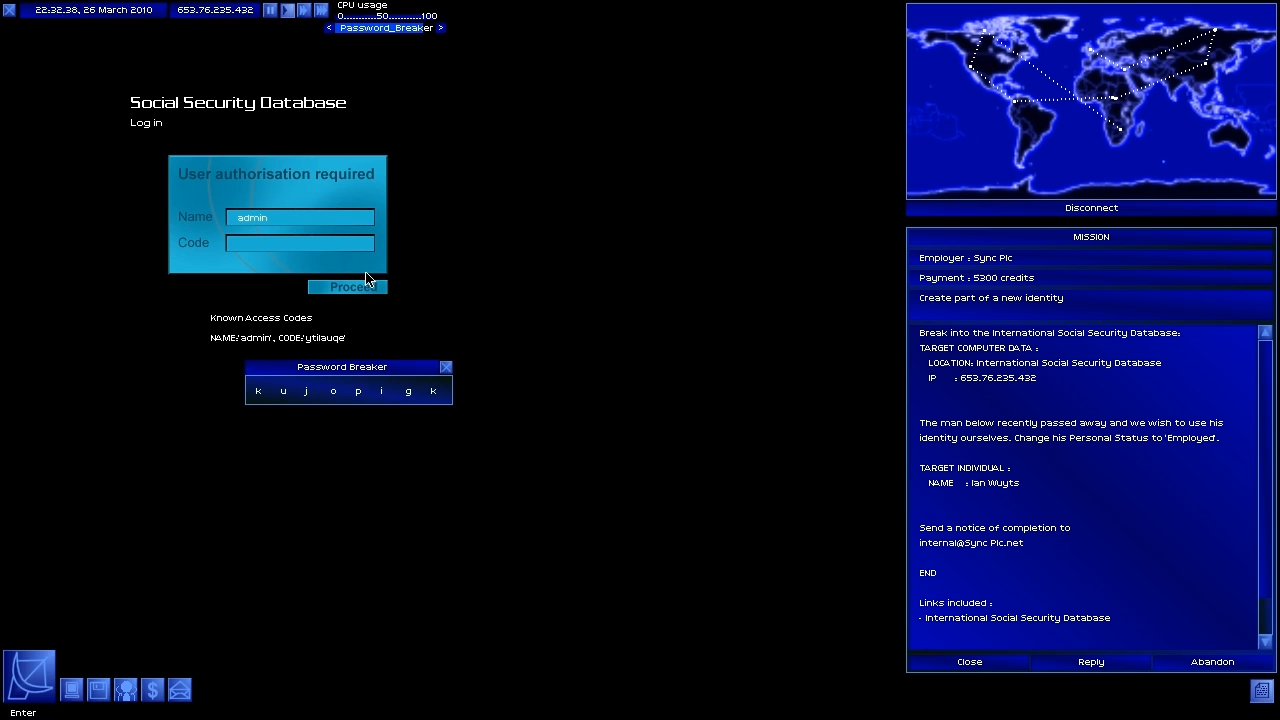 22:32.38, 26 March 2010
653.76.235.432
CPU usage
0...........50...........100
< Password_Breaker >
Social Security Database
Log in
User authorisation required
Name admin
Code
Proceed
Known Access Codes
NAME:'admin', CODE:'ytilauqe'
Password Breaker
k u j o p i g k
Enter
Disconnect
MISSION
Employer : Sync Plc
Payment : 5300 credits
Create part of a new identity
Break into the International Social Security Database:
TARGET COMPUTER DATA :
LOCATION: International Social Security Database
IP : 653.76.235.432
The man below recently passed away and we wish to use his
identity ourselves. Change his Personal Status to 'Employed'.
TARGET INDIVIDUAL :
NAME : Ian Wuyts
Send a notice of completion to
internal@Sync Plc.net
END
Links included :
- International Social Security Database
Close
Reply
Abandon